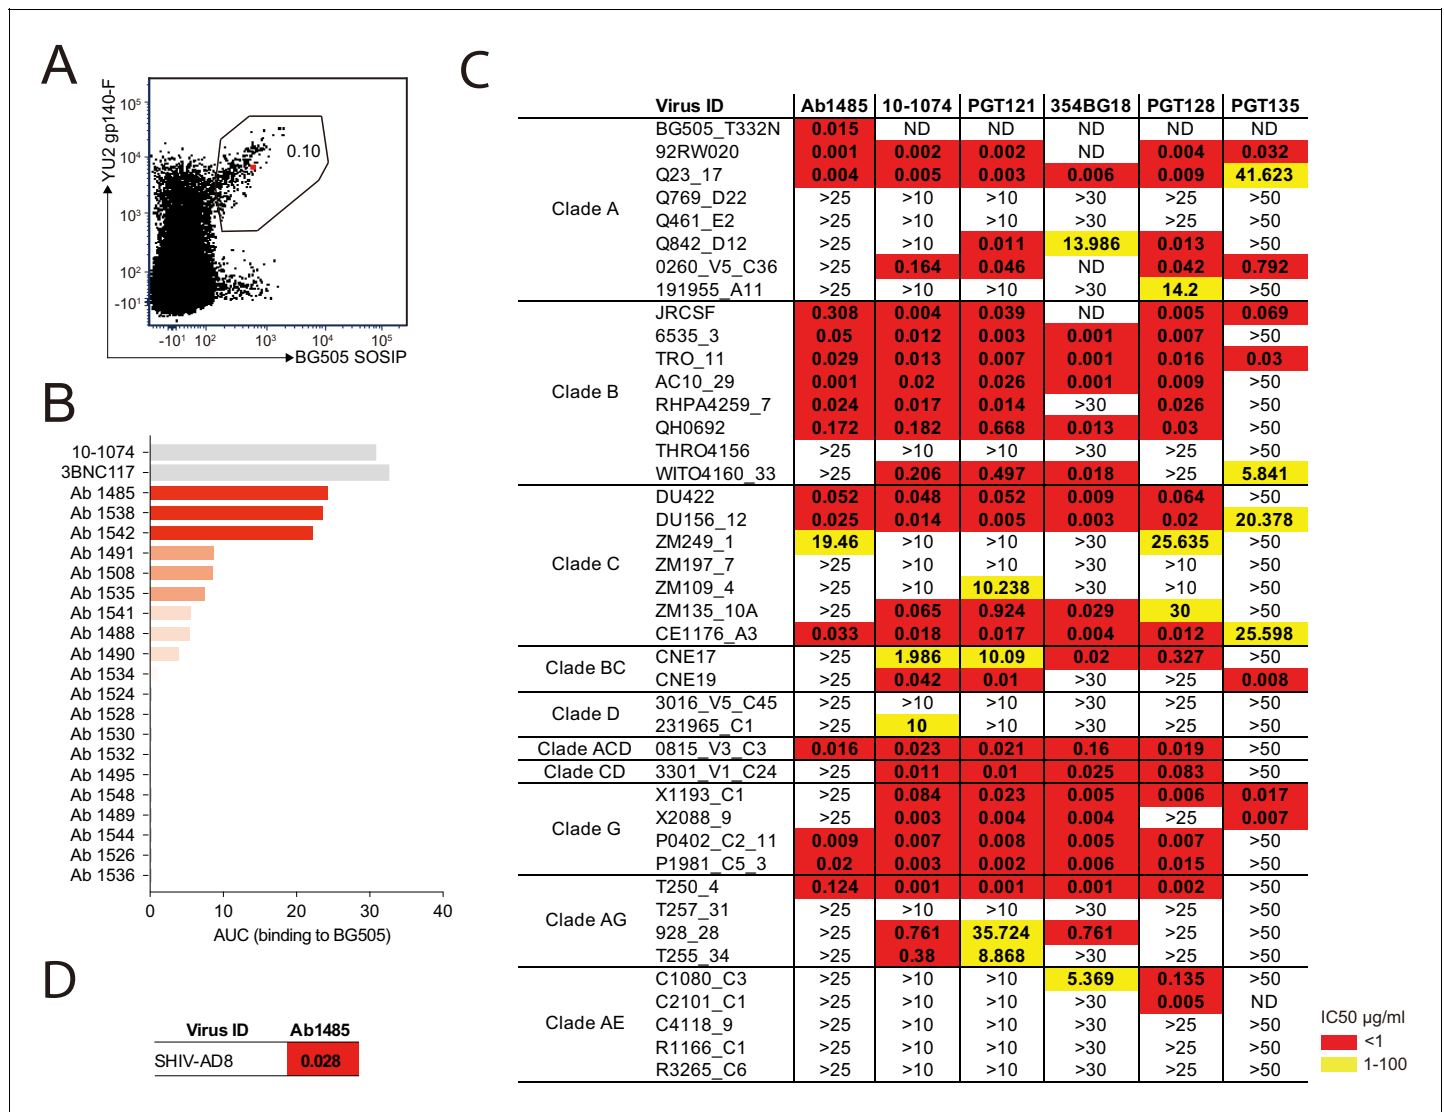 A
YU2 gp140-F
10⁵
10⁴
10³
10²
-10¹
0.10
-10¹ 10² 10³ 10⁴ 10⁵
BG505 SOSIP
B
10-1074
3BNC117
Ab 1485
Ab 1538
Ab 1542
Ab 1491
Ab 1508
Ab 1535
Ab 1541
Ab 1488
Ab 1490
Ab 1534
Ab 1524
Ab 1528
Ab 1530
Ab 1532
Ab 1495
Ab 1548
Ab 1489
Ab 1544
Ab 1526
Ab 1536
0 10 20 30 40
AUC (binding to BG505)
C
Virus ID Ab1485 10-1074 PGT121 354BG18 PGT128 PGT135
Clade A
BG505_T332N 0.015 ND ND ND ND ND
92RW020 0.001 0.002 0.002 ND 0.004 0.032
Q23_17 0.004 0.005 0.003 0.006 0.009 41.623
Q769_D22 >25 >10 >10 >30 >25 >50
Q461_E2 >25 >10 >10 >30 >25 >50
Q842_D12 >25 >10 0.011 13.986 0.013 >50
0260_V5_C36 >25 0.164 0.046 ND 0.042 0.792
191955_A11 >25 >10 >10 >30 14.2 >50
Clade B
JRCSF 0.308 0.004 0.039 ND 0.005 0.069
6535_3 0.05 0.012 0.003 0.001 0.007 >50
TRO_11 0.029 0.013 0.007 0.001 0.016 0.03
AC10_29 0.001 0.02 0.026 0.001 0.009 >50
RHPA4259_7 0.024 0.017 0.014 >30 0.026 >50
QH0692 0.172 0.182 0.668 0.013 0.03 >50
THRO4156 >25 >10 >10 >30 >25 >50
WITO4160_33 >25 0.206 0.497 0.018 >25 5.841
Clade C
DU422 0.052 0.048 0.052 0.009 0.064 >50
DU156_12 0.025 0.014 0.005 0.003 0.02 20.378
ZM249_1 19.46 >10 >10 >30 25.635 >50
ZM197_7 >25 >10 >10 >30 >10 >50
ZM109_4 >25 >10 10.238 >30 >10 >50
ZM135_10A >25 0.065 0.924 0.029 30 >50
CE1176_A3 0.033 0.018 0.017 0.004 0.012 25.598
Clade BC
CNE17 >25 1.986 10.09 0.02 0.327 >50
CNE19 >25 0.042 0.01 >30 >25 0.008
Clade D
3016_V5_C45 >25 >10 >10 >30 >25 >50
231965_C1 >25 10 >10 >30 >25 >50
Clade ACD 0815_V3_C3 0.016 0.023 0.021 0.16 0.019 >50
Clade CD 3301_V1_C24 >25 0.011 0.01 0.025 0.083 >50
Clade G
X1193_C1 >25 0.084 0.023 0.005 0.006 0.017
X2088_9 >25 0.003 0.004 0.004 >25 0.007
P0402_C2_11 0.009 0.007 0.008 0.005 0.007 >50
P1981_C5_3 0.02 0.003 0.002 0.006 0.015 >50
Clade AG
T250_4 0.124 0.001 0.001 0.001 0.002 >50
T257_31 >25 >10 >10 >30 >25 >50
928_28 >25 0.761 35.724 0.761 >25 >50
T255_34 >25 0.38 8.868 >30 >25 >50
Clade AE
C1080_C3 >25 >10 >10 5.369 0.135 >50
C2101_C1 >25 >10 >10 >30 0.005 ND
C4118_9 >25 >10 >10 >30 >25 >50
R1166_C1 >25 >10 >10 >30 >25 >50
R3265_C6 >25 >10 >10 >30 >25 >50
IC50 µg/ml
<1
1-100
D
Virus ID Ab1485
SHIV-AD8 0.028